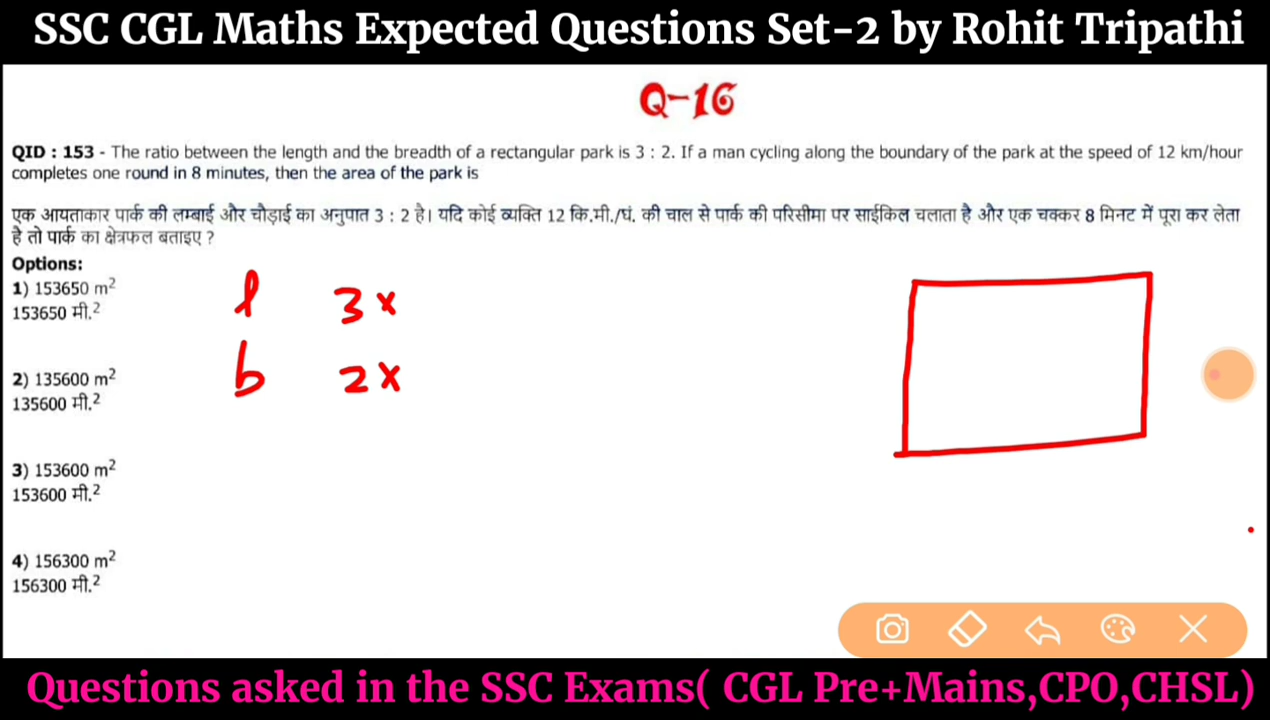 SSC CGL Maths Expected Questions Set-2 by Rohit Tripathi
Q-16
QID : 153 - The ratio between the length and the breadth of a rectangular park is 3 : 2. If a man cycling along the boundary of the park at the speed of 12 km/hour
completes one round in 8 minutes, then the area of the park is
एक आयताकार पार्क की लम्बाई और चौड़ाई का अनुपात 3 : 2 है। यदि कोई व्यक्ति 12 कि.मी./घं. की चाल से पार्क की परिसीमा पर साईकिल चलाता है और एक चक्कर 8 मिनट में पूरा कर लेता
है तो पार्क का क्षेत्रफल बताइए ?
Options:
1) 153650 m²
153650 मी.²
l 3x
b 2x
2) 135600 m²
135600 मी.²
3) 153600 m²
153600 मी.²
4) 156300 m²
156300 मी.²
Questions asked in the SSC Exams( CGL Pre+Mains,CPO,CHSL)